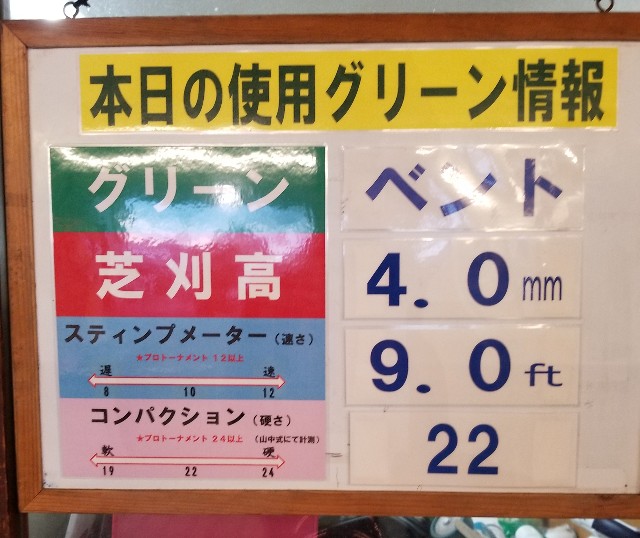 本日の使用グリーン情報
グリーン ベント
芝刈高 4.0mm
スティンプメーター(速さ) 9.0ft
★プロトーナメント 12以上
遅 速
8 10 12
コンパクション(硬さ) 22
★プロトーナメント 24以上 (山中式にて計測)
軟 硬
19 22 24